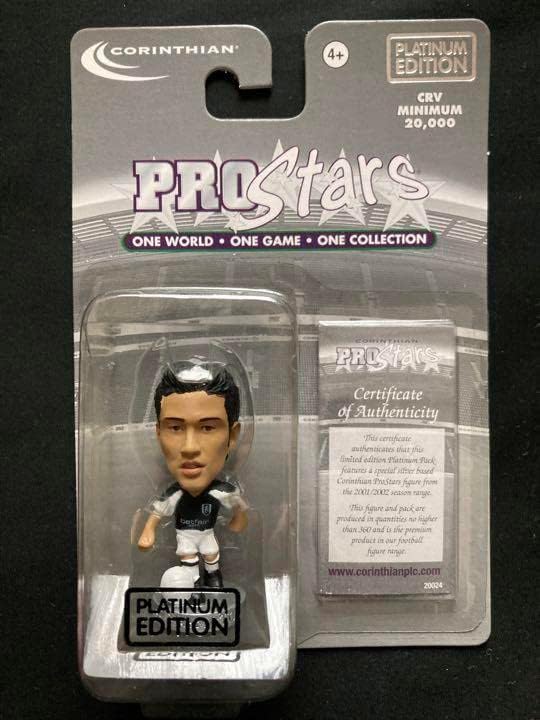 CORINTHIAN
4+
PLATINUM
EDITION
CRV
MINIMUM
20,000
PROStars
ONE WORLD • ONE GAME • ONE COLLECTION
CORINTHIAN
PROStars
Certificate
of Authenticity
This certificate
authenticates that this
limited edition Platinum Pack
features a special silver based
Corinthian ProStars figure from
the 2001/2002 season range.
This figure and pack are
produced in quantities no higher
than 360 and is the premium
product in our football
figure range.
www.corinthianplc.com
20024
betfair
PLATINUM
EDITION
EDITION